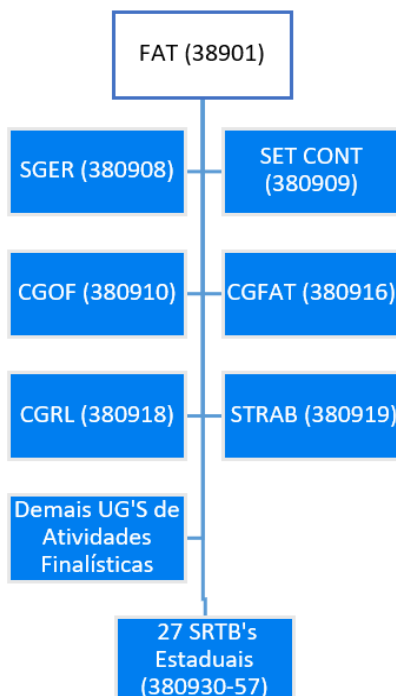 FAT (38901)
SGER (380908)
SET CONT
(380909)
CGOF (380910)
CGFAT (380916)
CGRL (380918)
STRAB (380919)
Demais UG'S de
Atividades
Finalísticas
27 SRTB's
Estaduais
(380930-57)